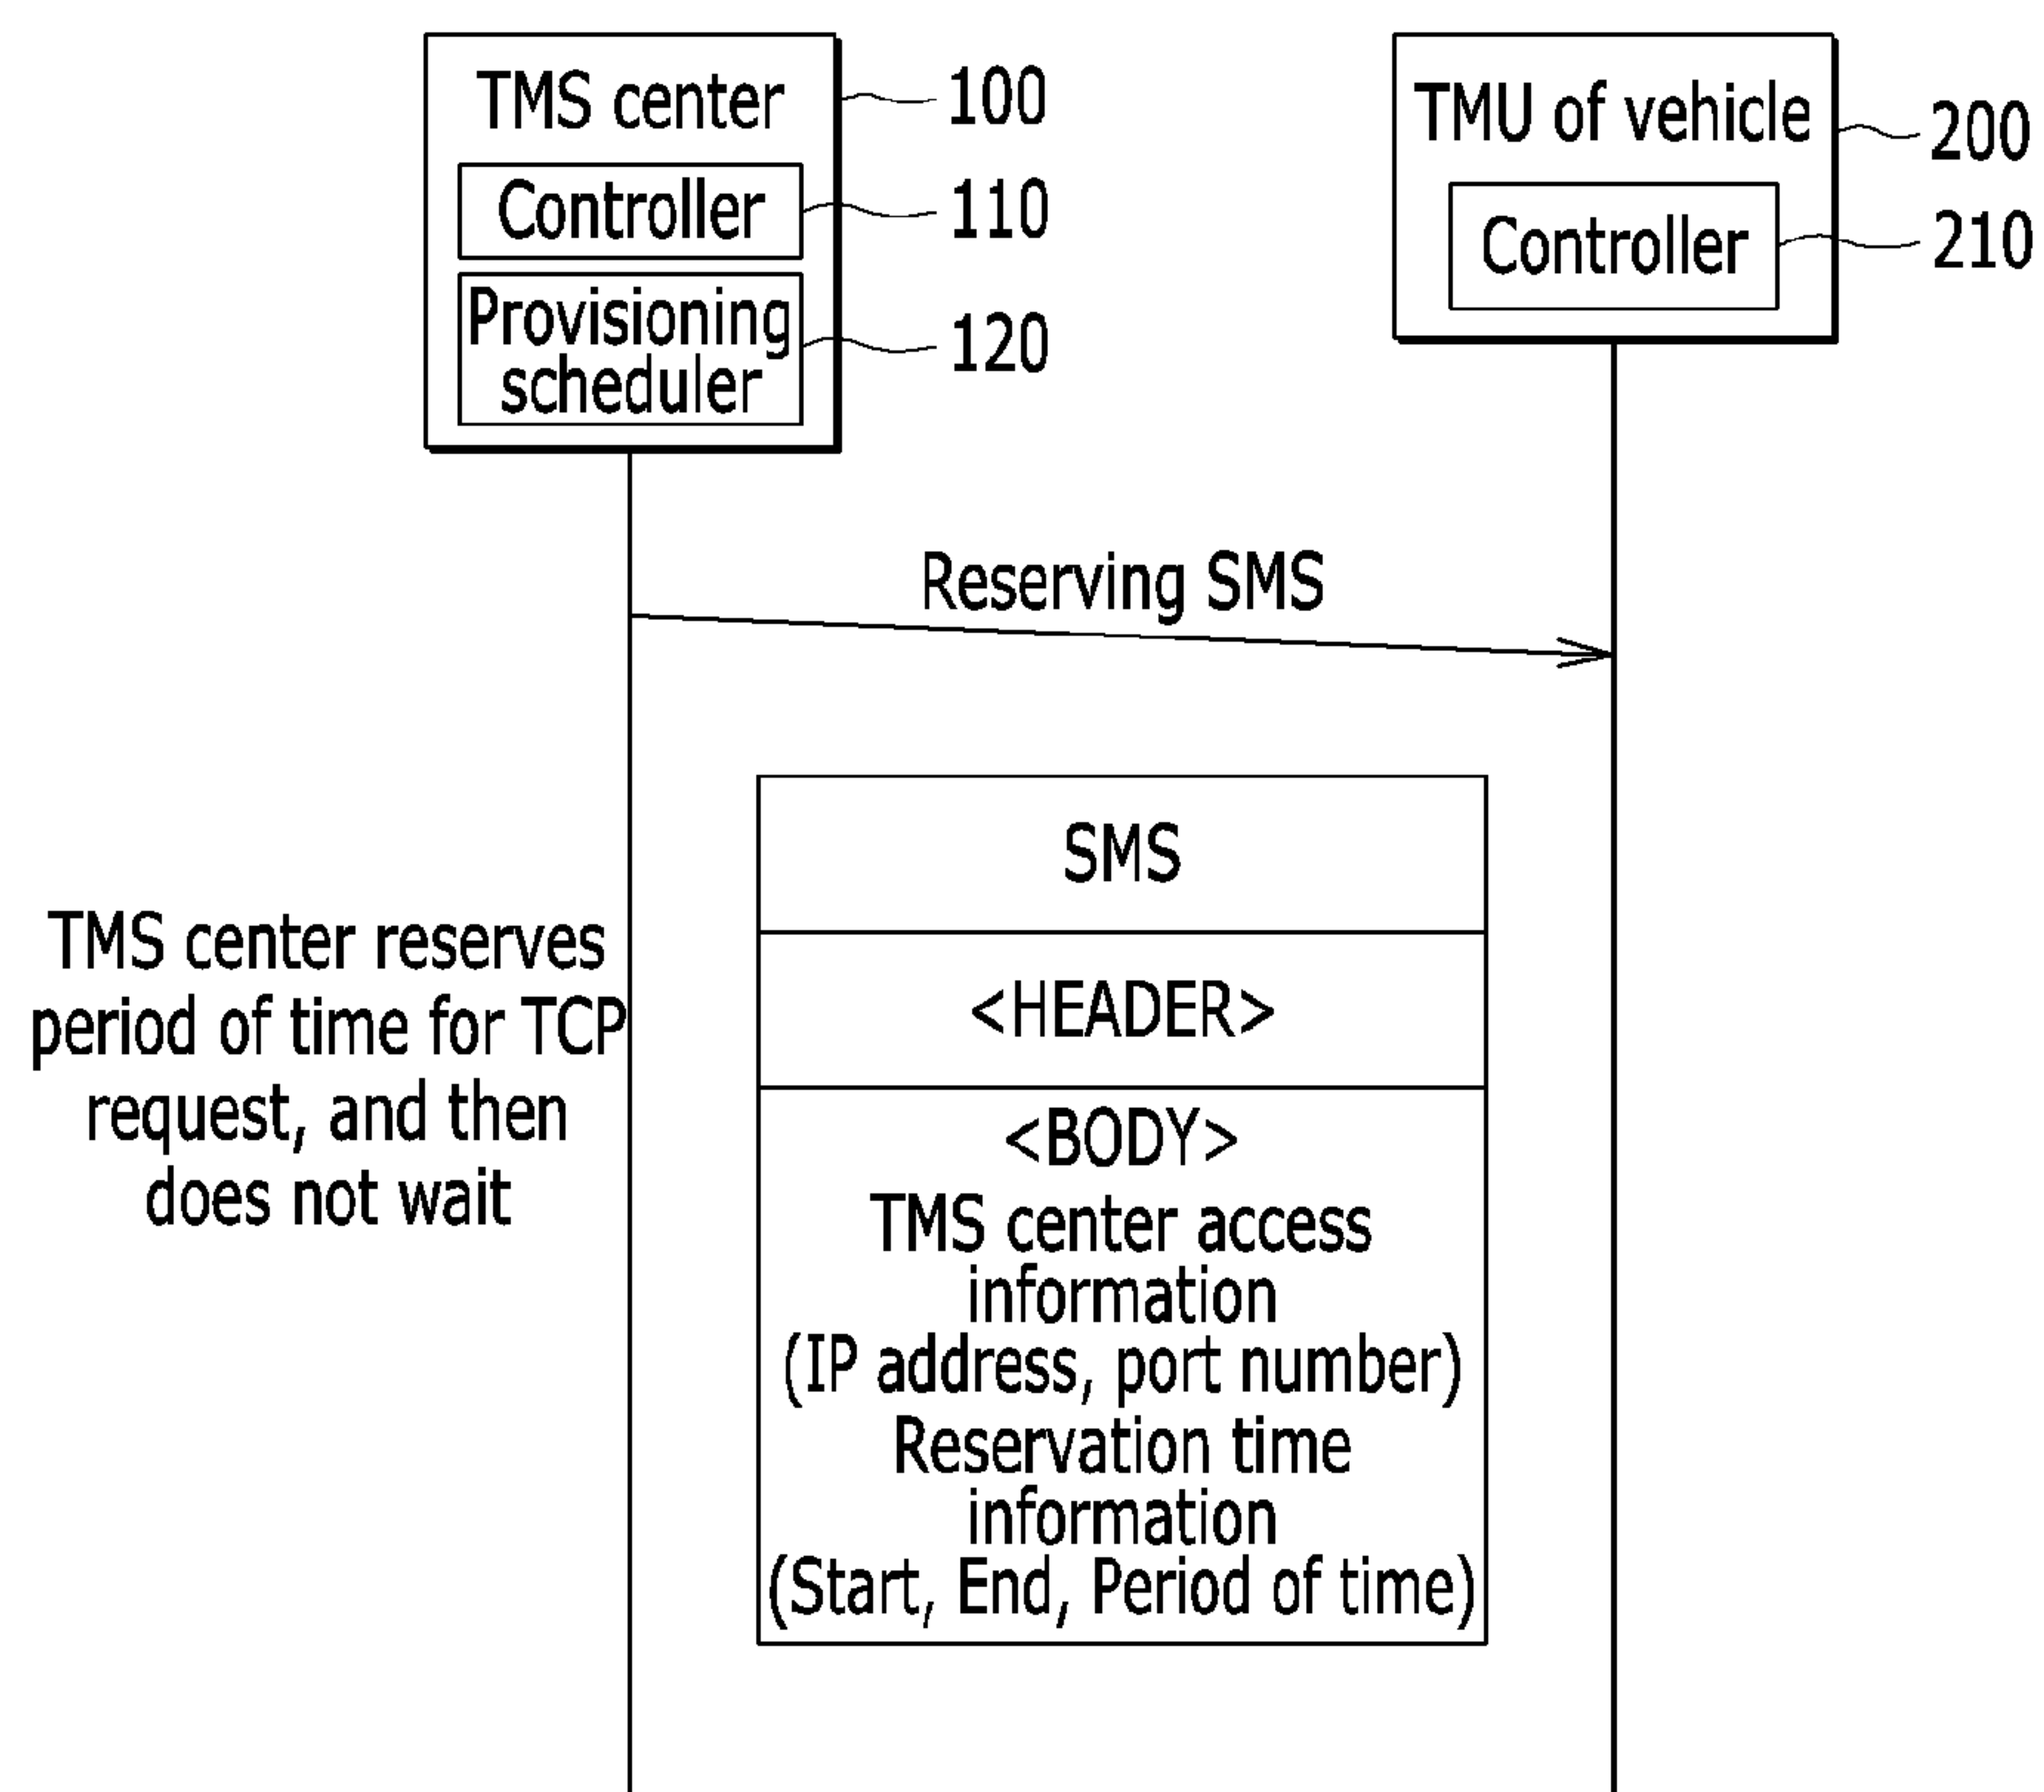 TMS center
100
Controller
110
Provisioning
scheduler
120
TMU of vehicle
200
Controller
210
Reserving SMS
TMS center reserves
period of time for TCP
request, and then
does not wait
SMS
<HEADER>
<BODY>
TMS center access
information
(IP address, port number)
Reservation time
information
(Start, End, Period of time)